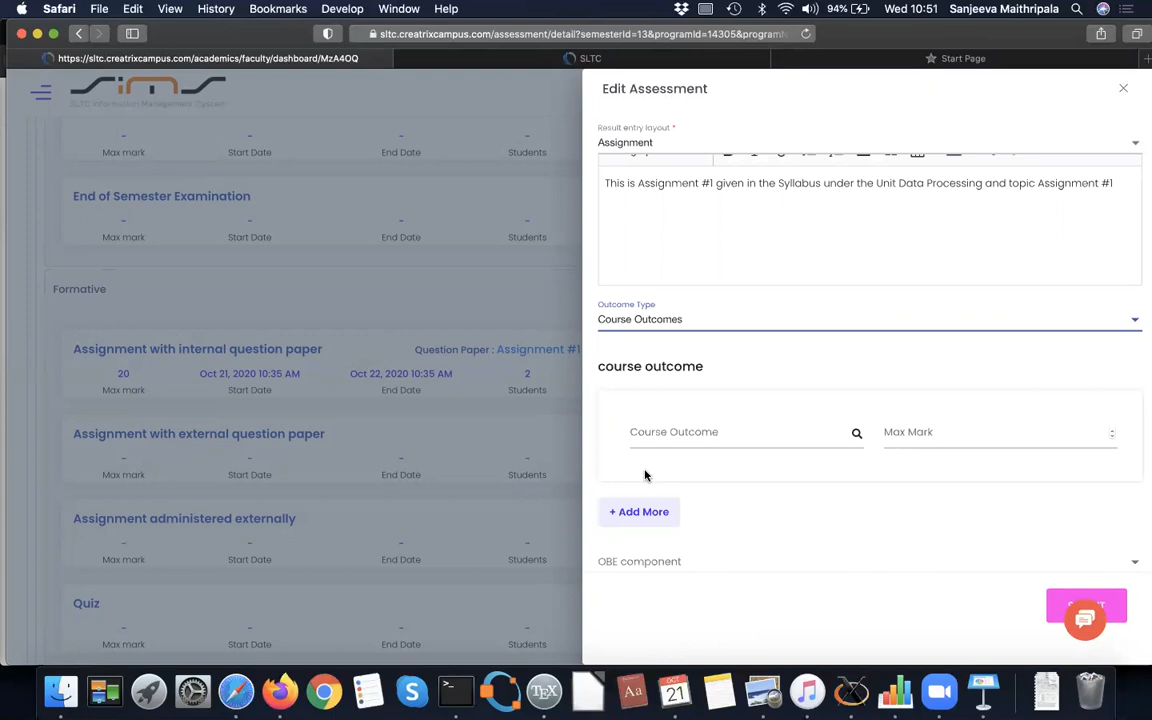 Safari File Edit View History Bookmarks Develop Window Help 94% Wed 10:51 Sanjeeva Maithripala
sltc.creatrixcampus.com/assessment/detail?semesterId=13&programId=14305&program
https://sltc.creatrixcampus.com/academics/faculty/dashboard/MzA4OQ SLTC Start Page
sims
SLTC Information Management System
- - - -
Max mark Start Date End Date Students
End of Semester Examination
- - - -
Max mark Start Date End Date Students
Formative
Assignment with internal question paper Question Paper : Assignment #1
20 Oct 21, 2020 10:35 AM Oct 22, 2020 10:35 AM 2
Max mark Start Date End Date Students
Assignment with external question paper
- - - -
Max mark Start Date End Date Students
Assignment administered externally
- - - -
Max mark Start Date End Date Students
Quiz
- - - -
Max mark Start Date End Date Students
Edit Assessment
Result entry layout *
Assignment
This is Assignment #1 given in the Syllabus under the Unit Data Processing and topic Assignment #1
Outcome Type
Course Outcomes
course outcome
Course Outcome Max Mark
+ Add More
OBE component
OCT
21
TEX